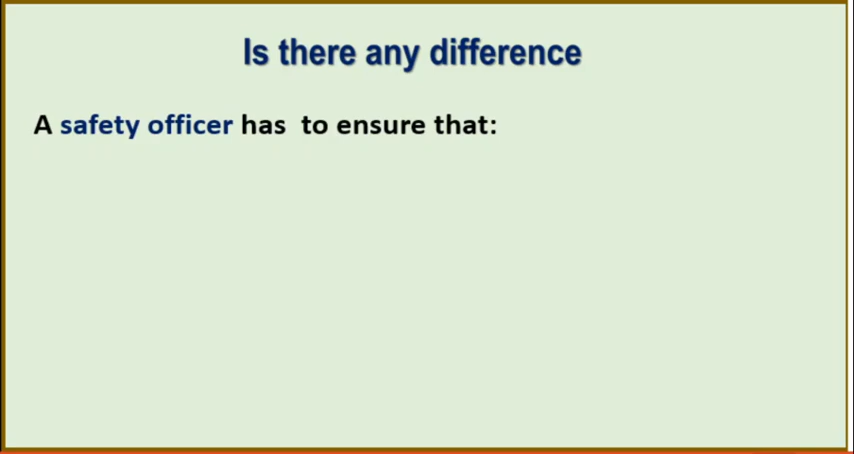 Is there any difference
A safety officer has to ensure that: